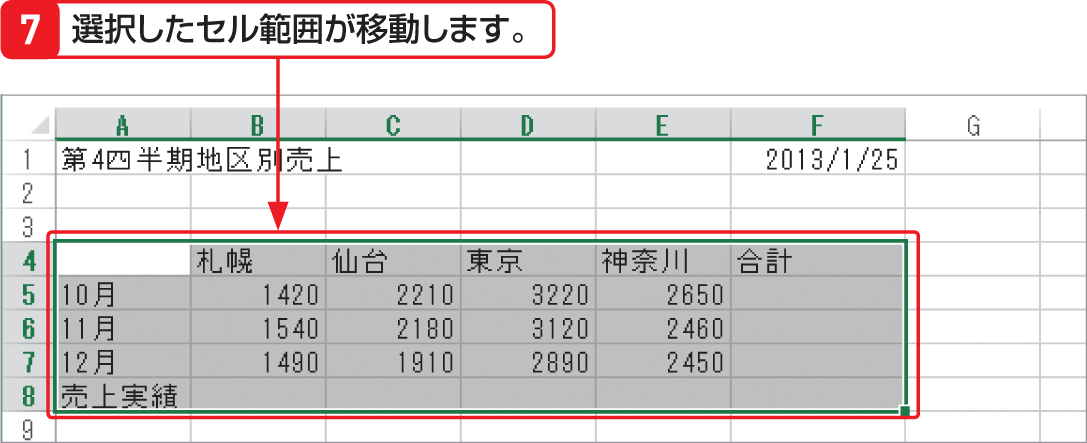 7 選択したセル範囲が移動します。
A B C D E F G
1 第4四半期地区別売上 2013/1/25
2
3
4 札幌 仙台 東京 神奈川 合計
5 10月 1420 2210 3220 2650
6 11月 1540 2180 3120 2460
7 12月 1490 1910 2890 2450
8 売上実績
9